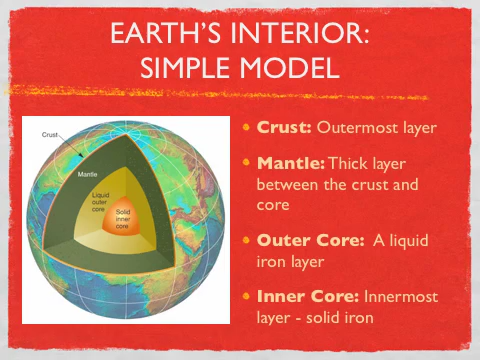 EARTH'S INTERIOR:
SIMPLE MODEL
Crust
Mantle
Liquid
outer
core
Solid
inner
core
Crust: Outermost layer
Mantle: Thick layer
between the crust and
core
Outer Core: A liquid
iron layer
Inner Core: Innermost
layer - solid iron